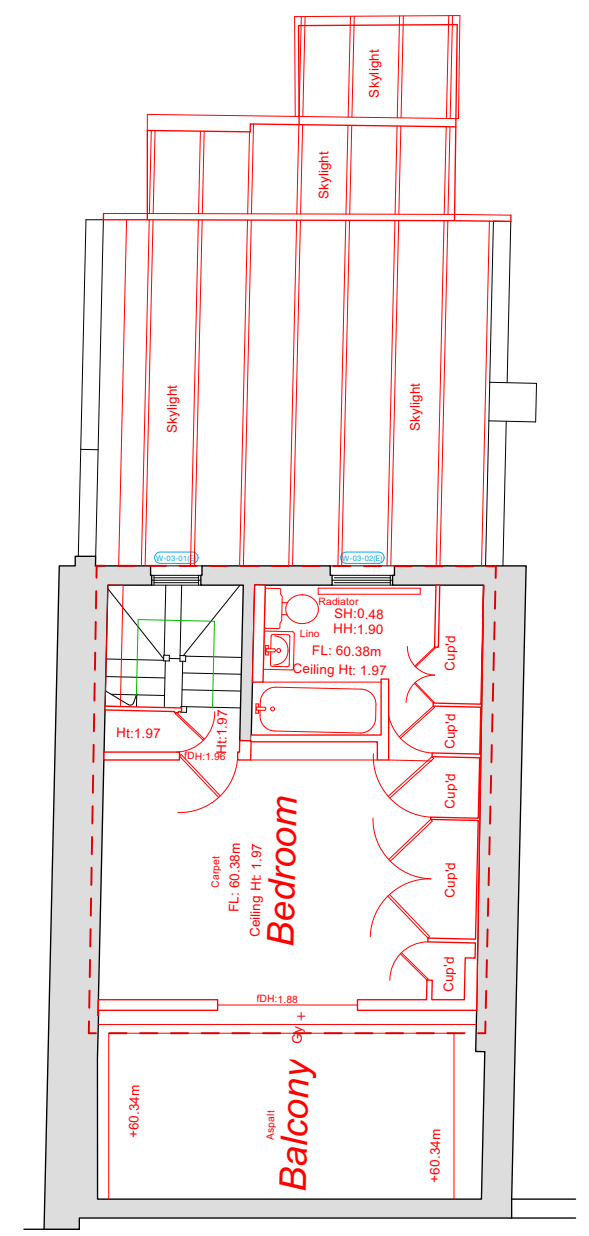 Skylight
Skylight
Skylight
Skylight
W-03-01(E)
W-03-02(E)
Radiator
SH:0.48
HH:1.90
Lino
FL: 60.38m
Ceiling Ht: 1.97
Cup'd
Ht:1.97
Ht:1.97
fDH:1.96
Cup'd
Cup'd
Cup'd
Cup'd
Carpet
FL: 60.38m
Ceiling Ht: 1.97
Bedroom
fDH:1.88
Gy +
Balcony
Aspalt
+60.34m
+60.34m